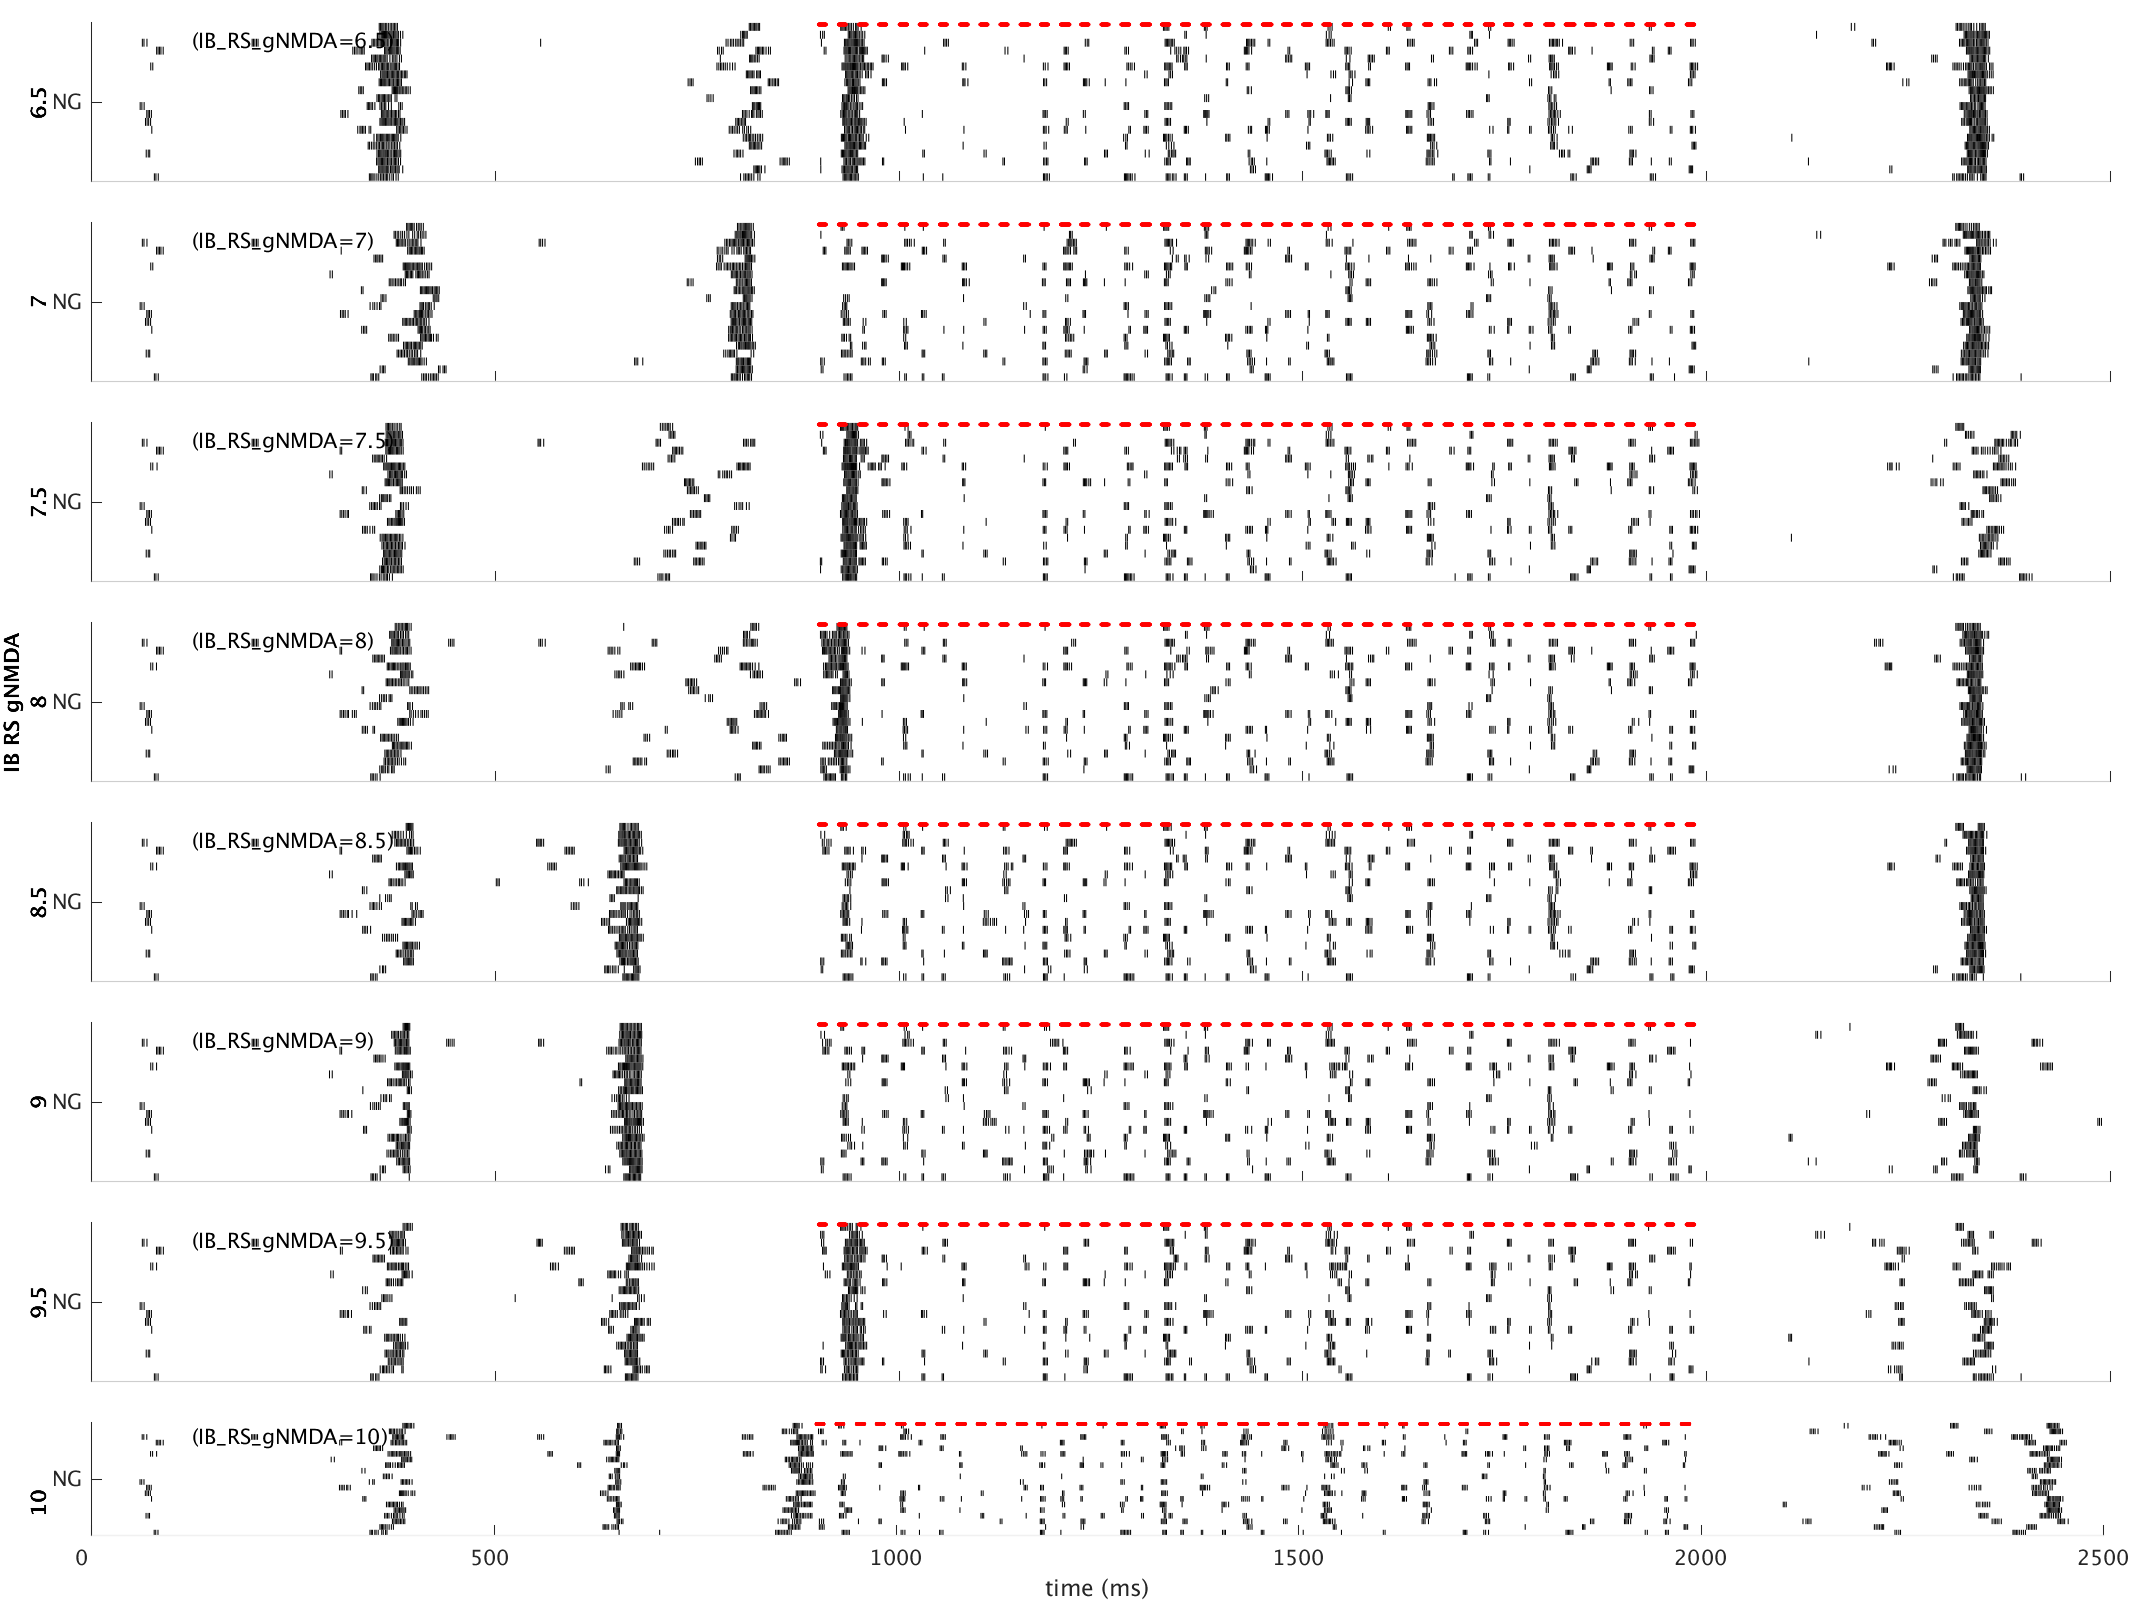 (IB_RS_gNMDA=6.5)
6.5 NG
(IB_RS_gNMDA=7)
7 NG
(IB_RS_gNMDA=7.5)
7.5 NG
(IB_RS_gNMDA=8)
8 NG
IB RS gNMDA
(IB_RS_gNMDA=8.5)
8.5 NG
(IB_RS_gNMDA=9)
9 NG
(IB_RS_gNMDA=9.5)
9.5 NG
(IB_RS_gNMDA=10)
10 NG
0 500 1000 1500 2000 2500
time (ms)